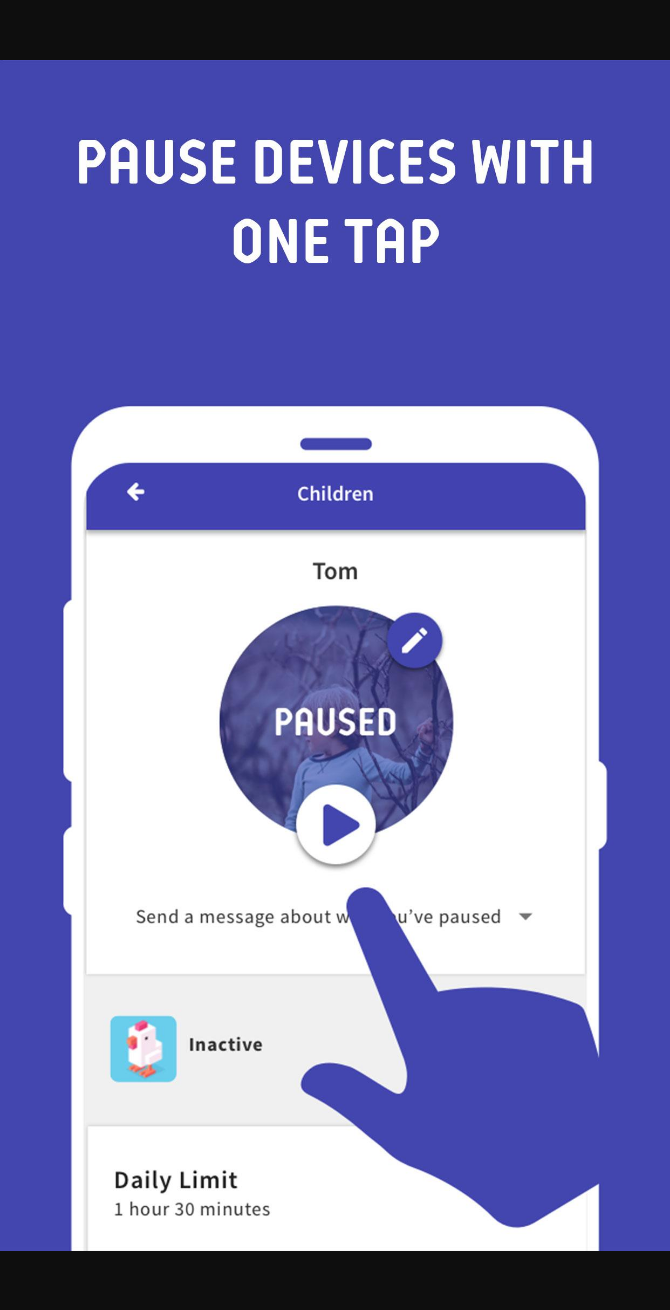 PAUSE DEVICES WITH
ONE TAP
Children
Tom
PAUSED
Send a message about w u've paused
Inactive
Daily Limit
1 hour 30 minutes